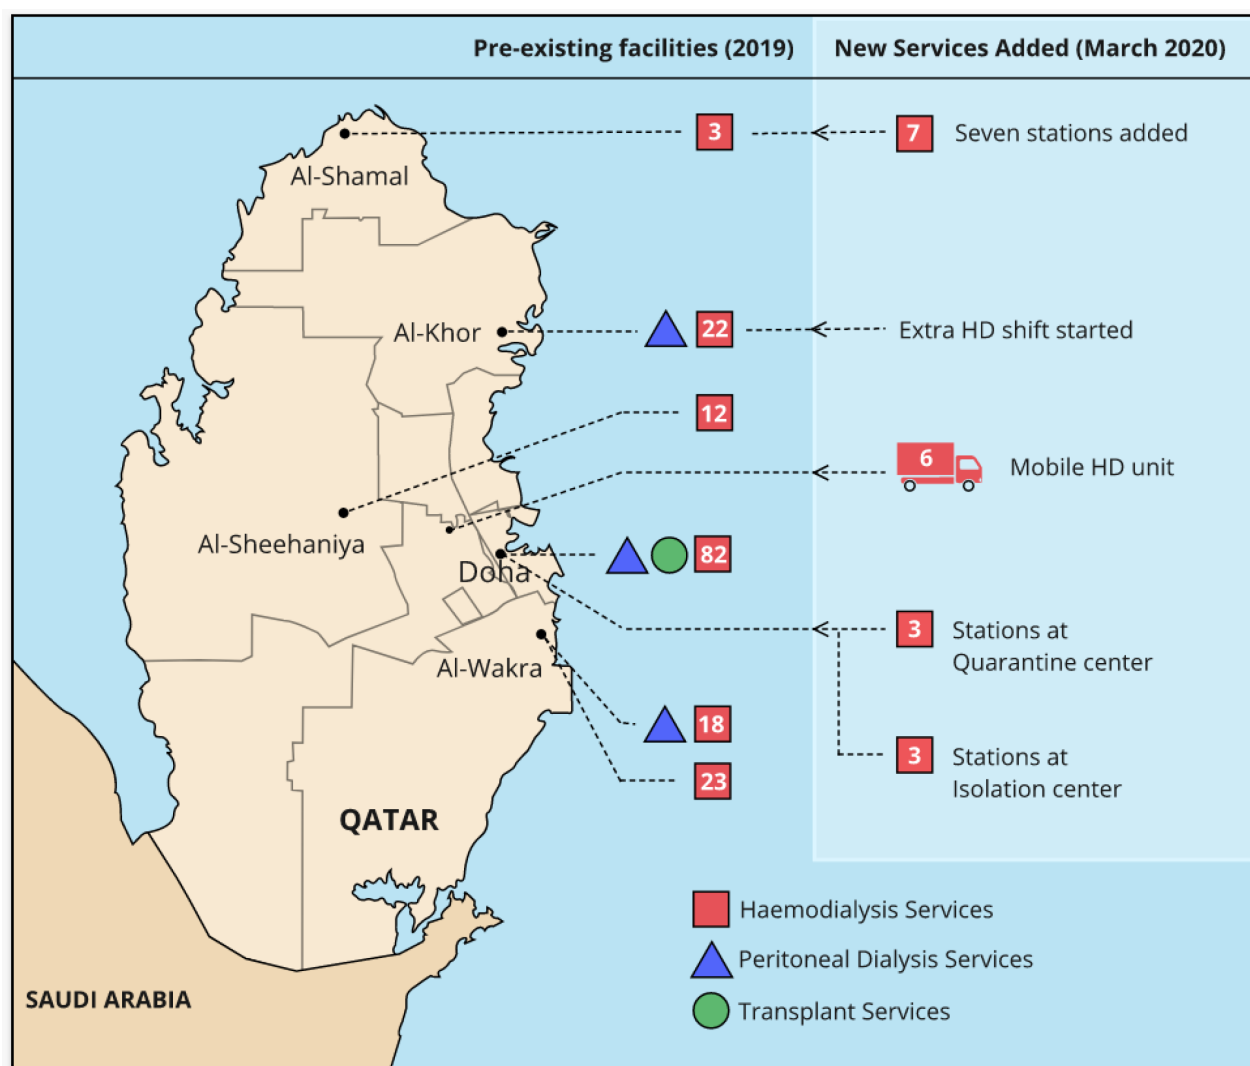 Pre-existing facilities (2019)
New Services Added (March 2020)
3
7
Seven stations added
Al-Shamal
Al-Khor
22
Extra HD shift started
12
6
Mobile HD unit
Al-Sheehaniya
82
Doha
3
Stations at
Quarantine center
Al-Wakra
18
3
Stations at
Isolation center
23
QATAR
Haemodialysis Services
Peritoneal Dialysis Services
SAUDI ARABIA
Transplant Services